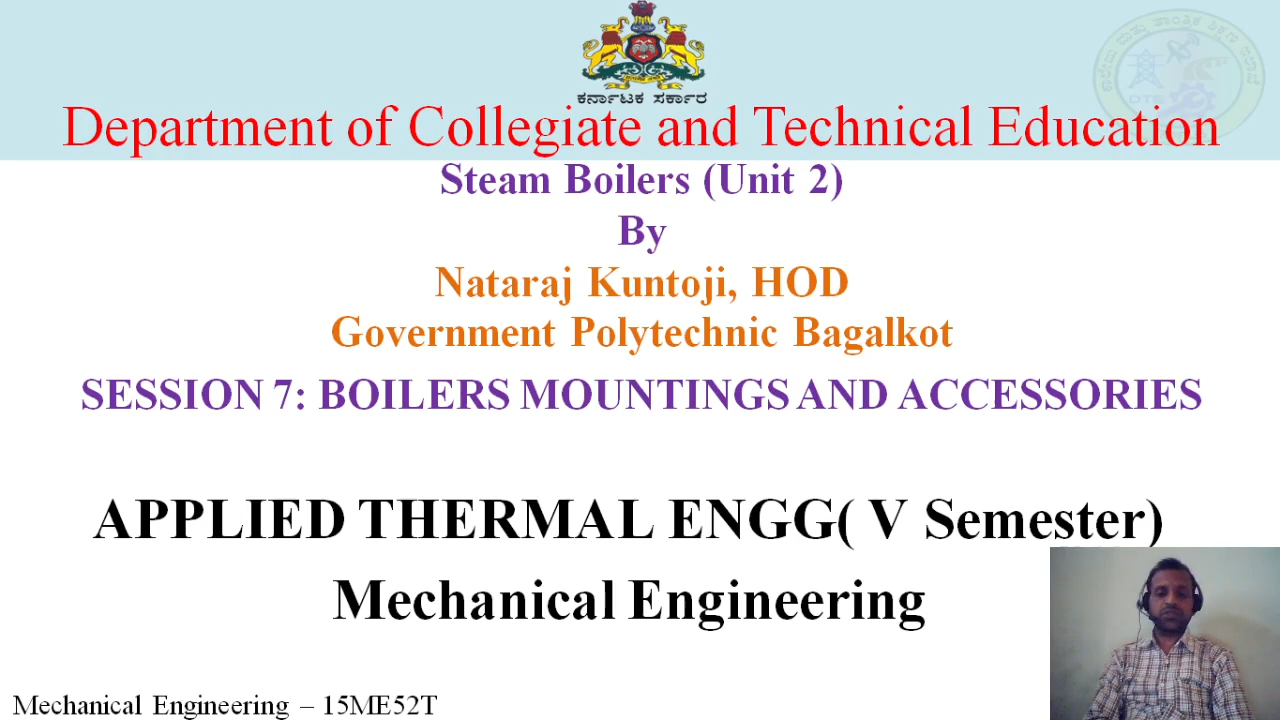 ಕರ್ನಾಟಕ ಸರ್ಕಾರ
Department of Collegiate and Technical Education
Steam Boilers (Unit 2)
By
Nataraj Kuntoji, HOD
Government Polytechnic Bagalkot
SESSION 7: BOILERS MOUNTINGS AND ACCESSORIES
APPLIED THERMAL ENGG( V Semester)
Mechanical Engineering
Mechanical Engineering – 15ME52T